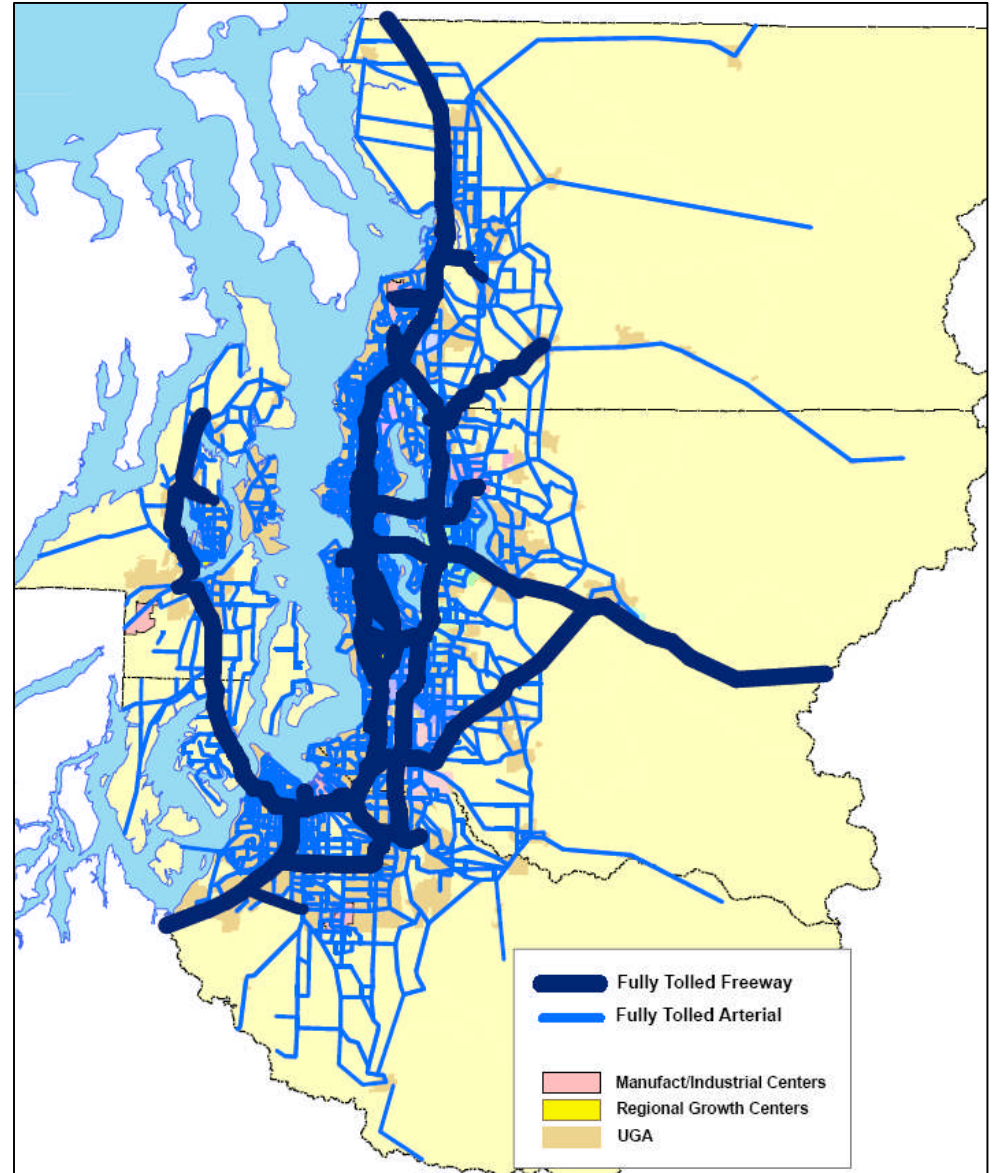 Fully Tolled Freeway
Fully Tolled Arterial
Manufact/Industrial Centers
Regional Growth Centers
UGA